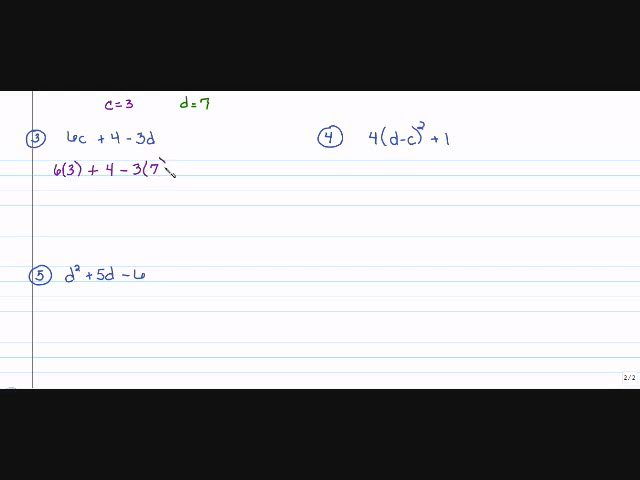 c=3 d=7
③ 6c + 4 - 3d
6(3) + 4 - 3(7)
④ 4(d-c)² + 1
⑤ d² + 5d - 6
2/2